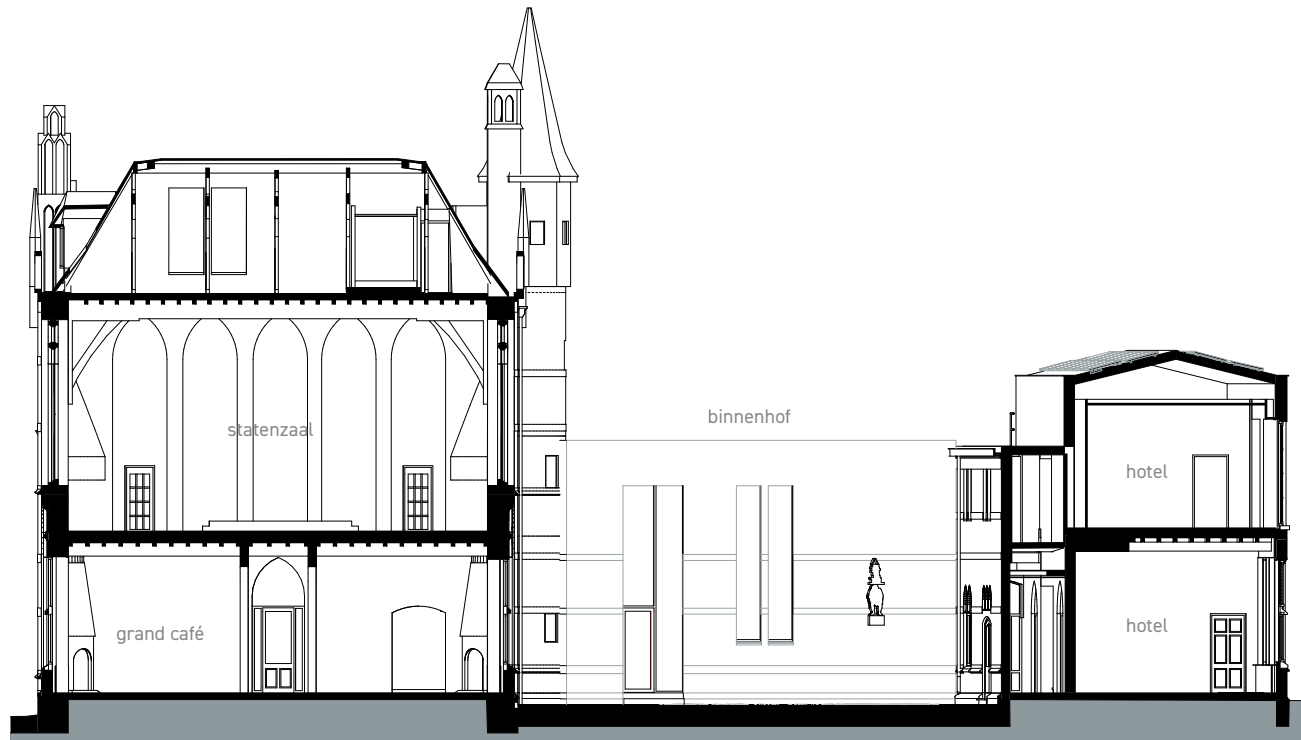 binnenhof
statenzaal
hotel
grand café
hotel